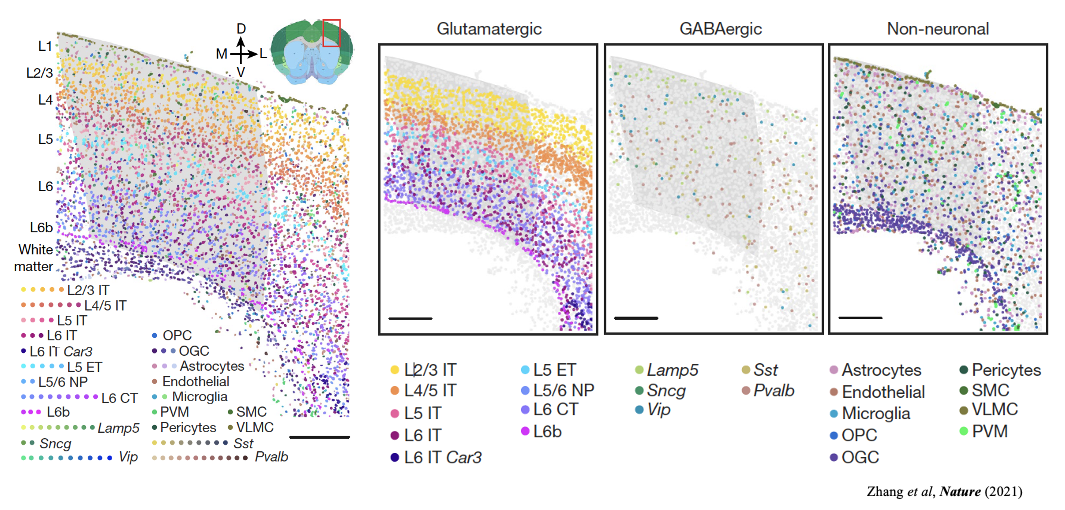 D
M L
V
L1
L2/3
L4
L5
L6
L6b
White
matter
L2/3 IT
L4/5 IT
L5 IT
L6 IT
L6 IT Car3
L5 ET
L5/6 NP
L6 CT
L6b
Lamp5
Sncg
Vip
OPC
OGC
Astrocytes
Endothelial
Microglia
PVM SMC
Pericytes VLMC
Sst
Pvalb
Glutamatergic
L2/3 IT
L4/5 IT
L5 IT
L6 IT
L6 IT Car3
L5 ET
L5/6 NP
L6 CT
L6b
GABAergic
Lamp5
Sncg
Vip
Sst
Pvalb
Non-neuronal
Astrocytes
Endothelial
Microglia
OPC
OGC
Pericytes
SMC
VLMC
PVM
Zhang et al, Nature (2021)